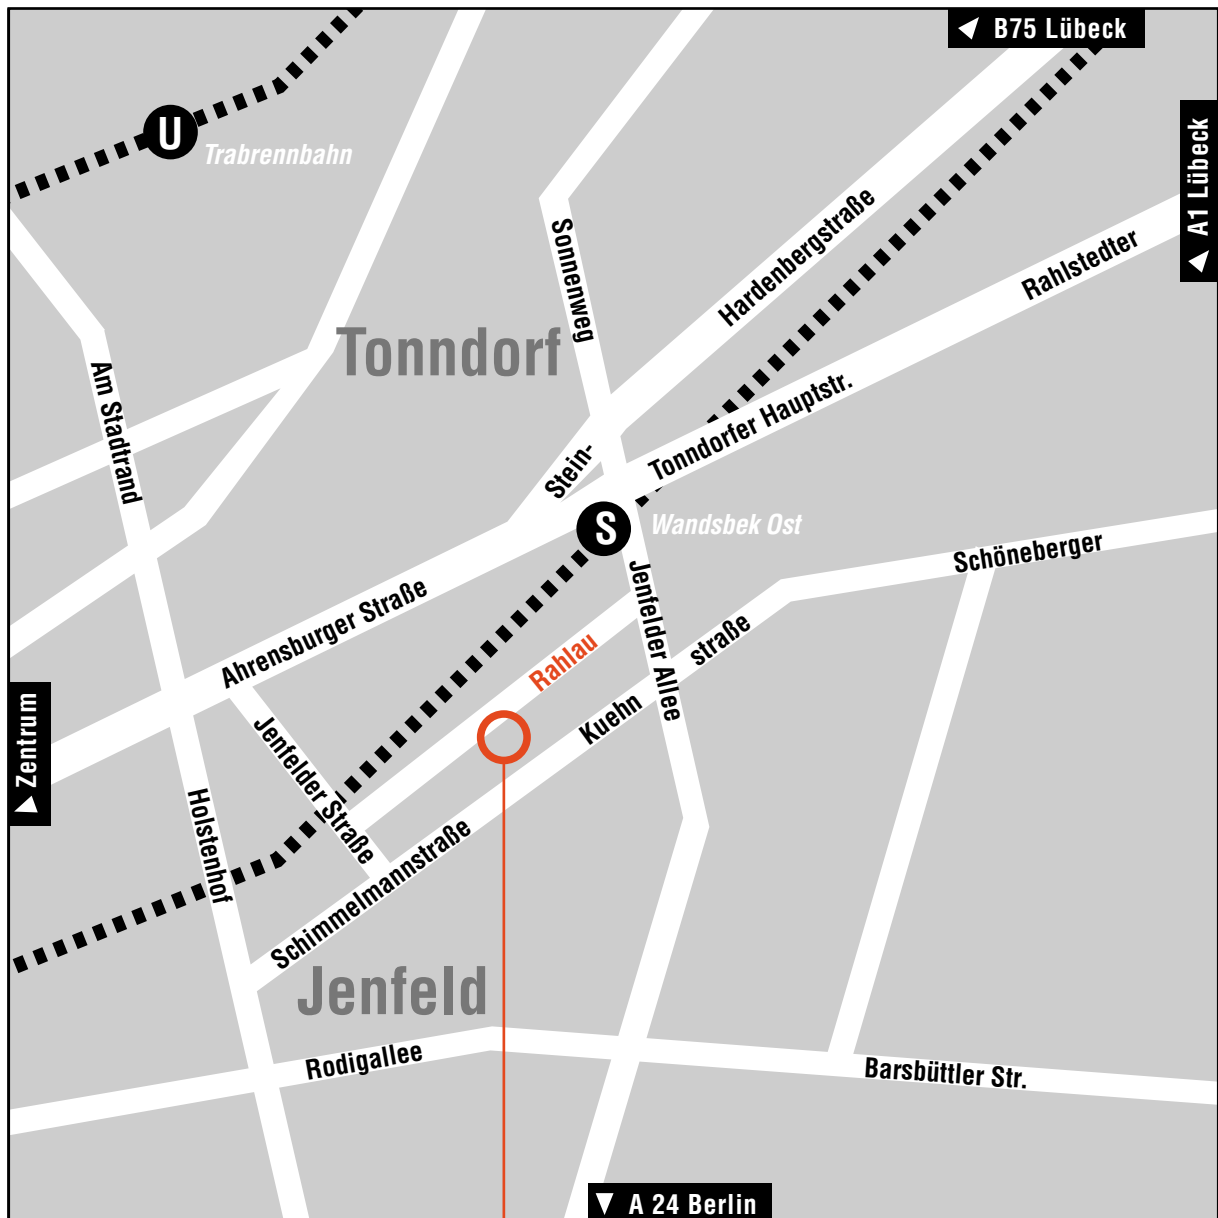 B75 Lübeck
A1 Lübeck
U
Trabrennbahn
Sonnenweg
Hardenbergstraße
Rahlstedter
Tonndorf
Am Stadtrand
Tonndorfer Hauptstr.
Stein-
S
Wandsbek Ost
Schöneberger
Jenfelder Allee
Ahrensburger Straße
Rahlau
straße
Kuehn
Zentrum
Jenfelder Straße
Holstenhof
Schimmelmannstraße
Jenfeld
Rodigallee
Barsbüttler Str.
A 24 Berlin